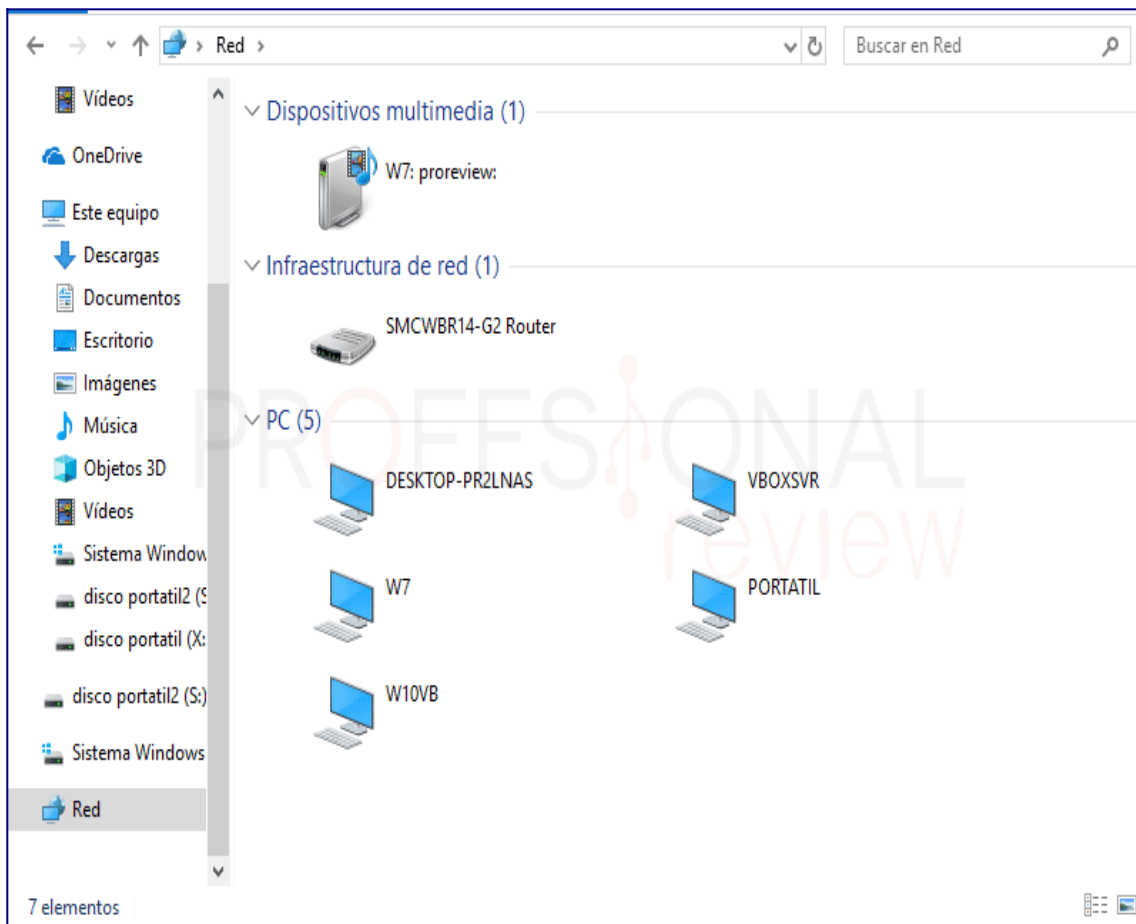 Red
Buscar en Red
Vídeos
OneDrive
Este equipo
Descargas
Documentos
Escritorio
Imágenes
Música
Objetos 3D
Vídeos
Sistema Window
disco portatil2 (S
disco portatil (X:
disco portatil2 (S:)
Sistema Windows
Red
Dispositivos multimedia (1)
W7: proreview:
Infraestructura de red (1)
SMCWBR14-G2 Router
PC (5)
DESKTOP-PR2LNAS
VBOXSVR
W7
PORTATIL
W10VB
PROFESIONAL
review
7 elementos